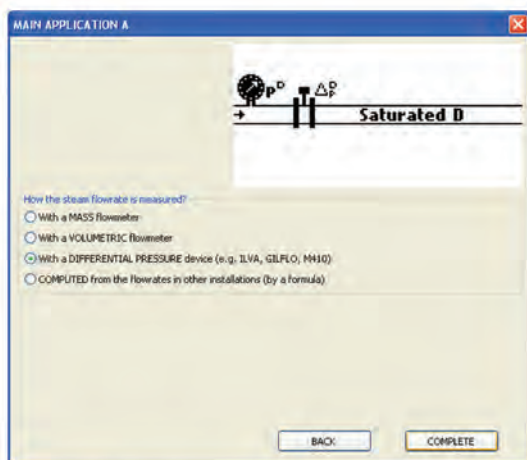 MAIN APPLICATION A
P D
Δ D P
Saturated D
How the steam flowrate is measured?
With a MASS flowmeter
With a VOLUMETRIC flowmeter
With a DIFFERENTIAL PRESSURE device (e.g. ILVA, GILFLO, M410)
COMPUTED from the flowrates in other installations (by a formula)
BACK
COMPLETE